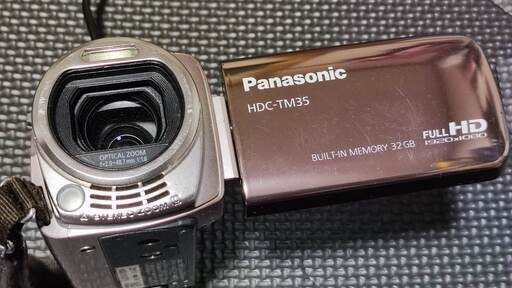 Panasonic
HDC-TM35
FULL HD
1920x1080
BUILT-IN MEMORY 32GB
OPTICAL ZOOM